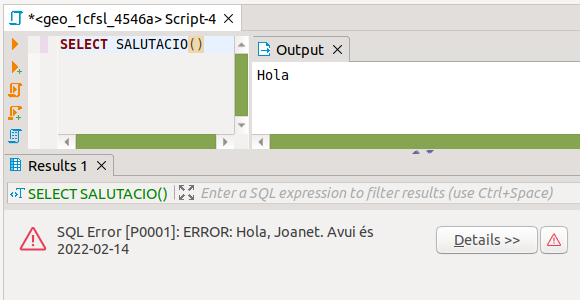 *<geo_1cfsl_4546a> Script-4
SELECT SALUTACIO()
Output
Hola
Results 1
SELECT SALUTACIO()
Enter a SQL expression to filter results (use Ctrl+Space)
SQL Error [P0001]: ERROR: Hola, Joanet. Avui és
2022-02-14
Details >>